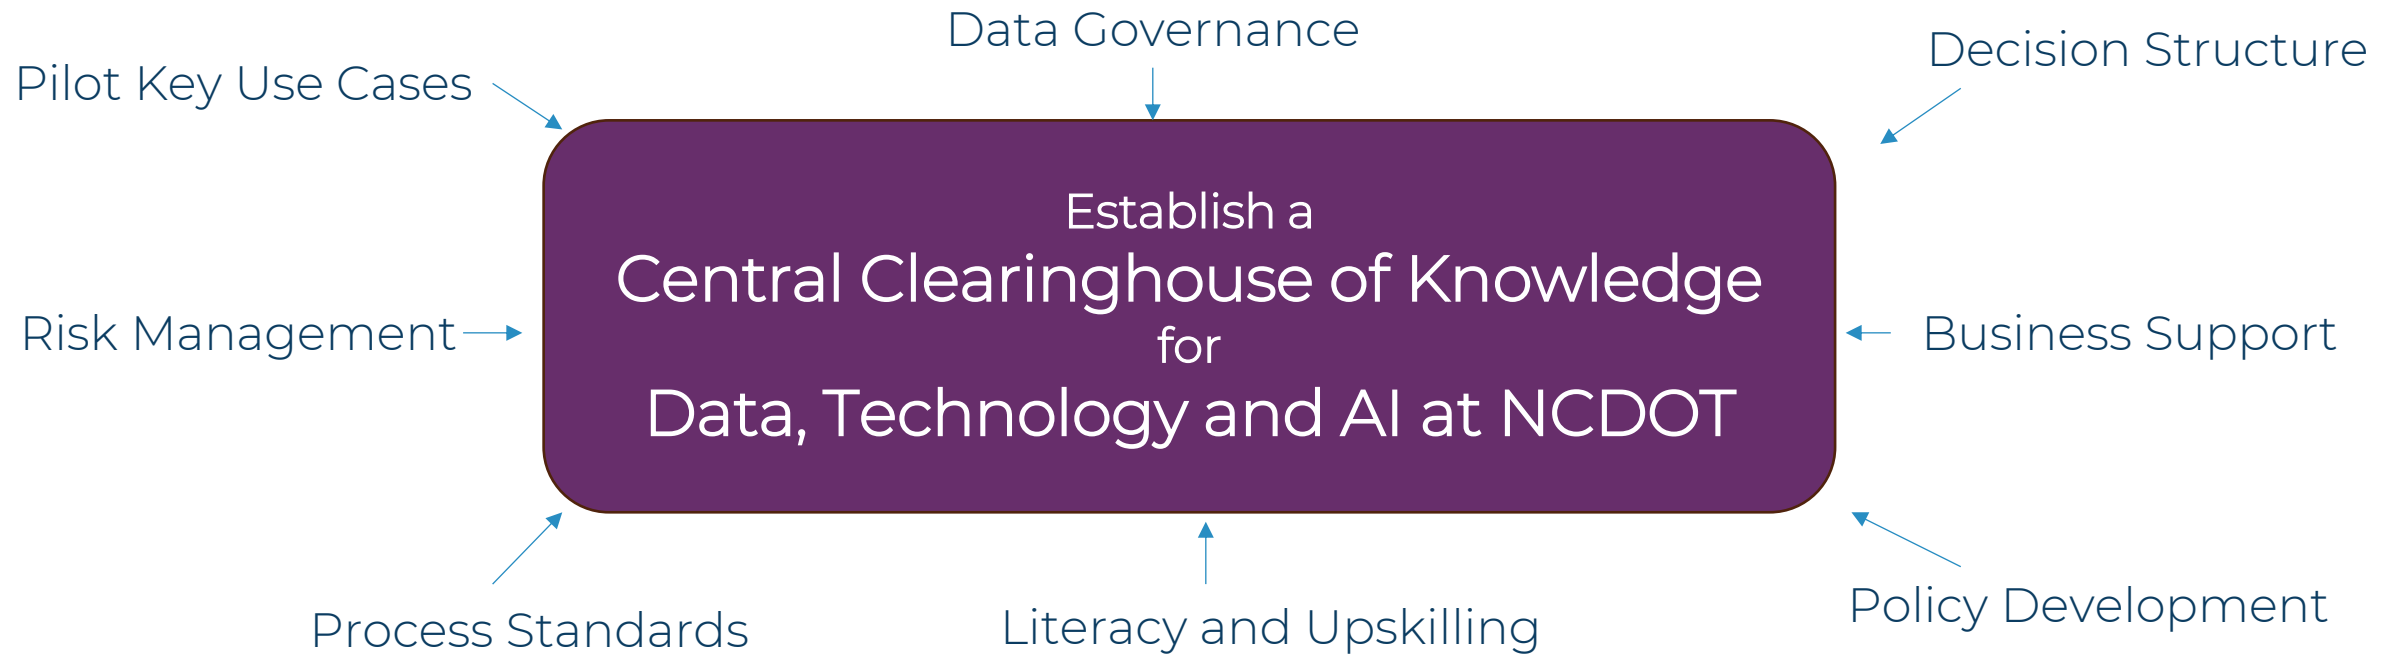 Data Governance
Decision Structure
Pilot Key Use Cases
Establish a
Central Clearinghouse of Knowledge
for
Data, Technology and AI at NCDOT
Risk Management
Business Support
Process Standards
Literacy and Upskilling
Policy Development